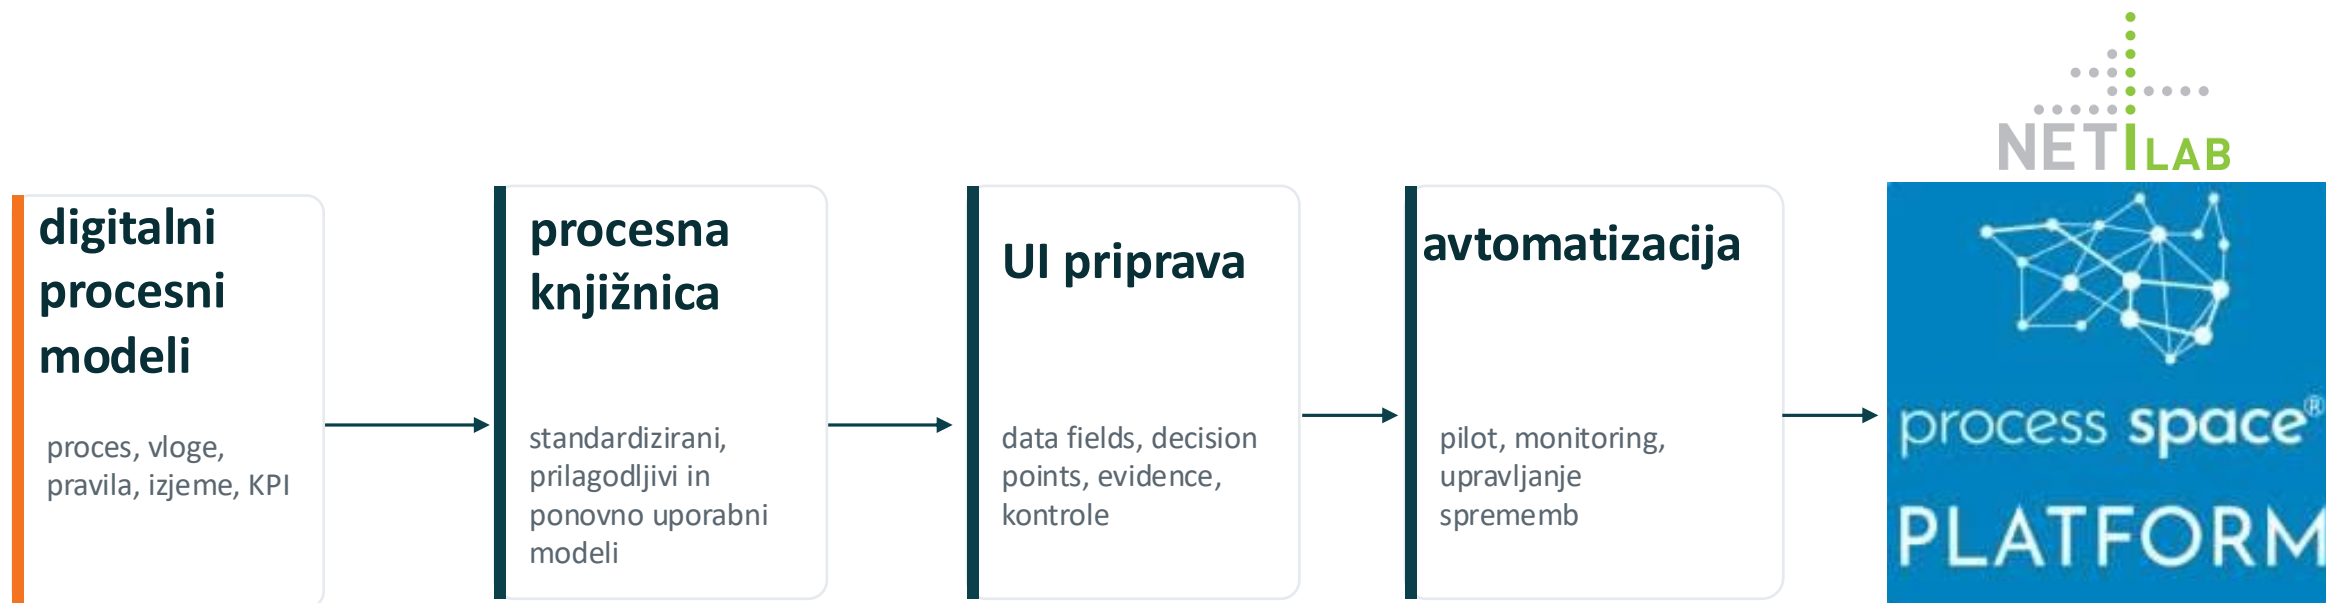 NETILAB
digitalni
procesni
modeli
proces, vloge,
pravila, izjeme, KPI
procesna
knjižnica
standardizirani,
prilagodljivi in
ponovno uporabni
modeli
UI priprava
data fields, decision
points, evidence,
kontrole
avtomatizacija
pilot, monitoring,
upravljanje
sprememb
process space®
PLATFORM